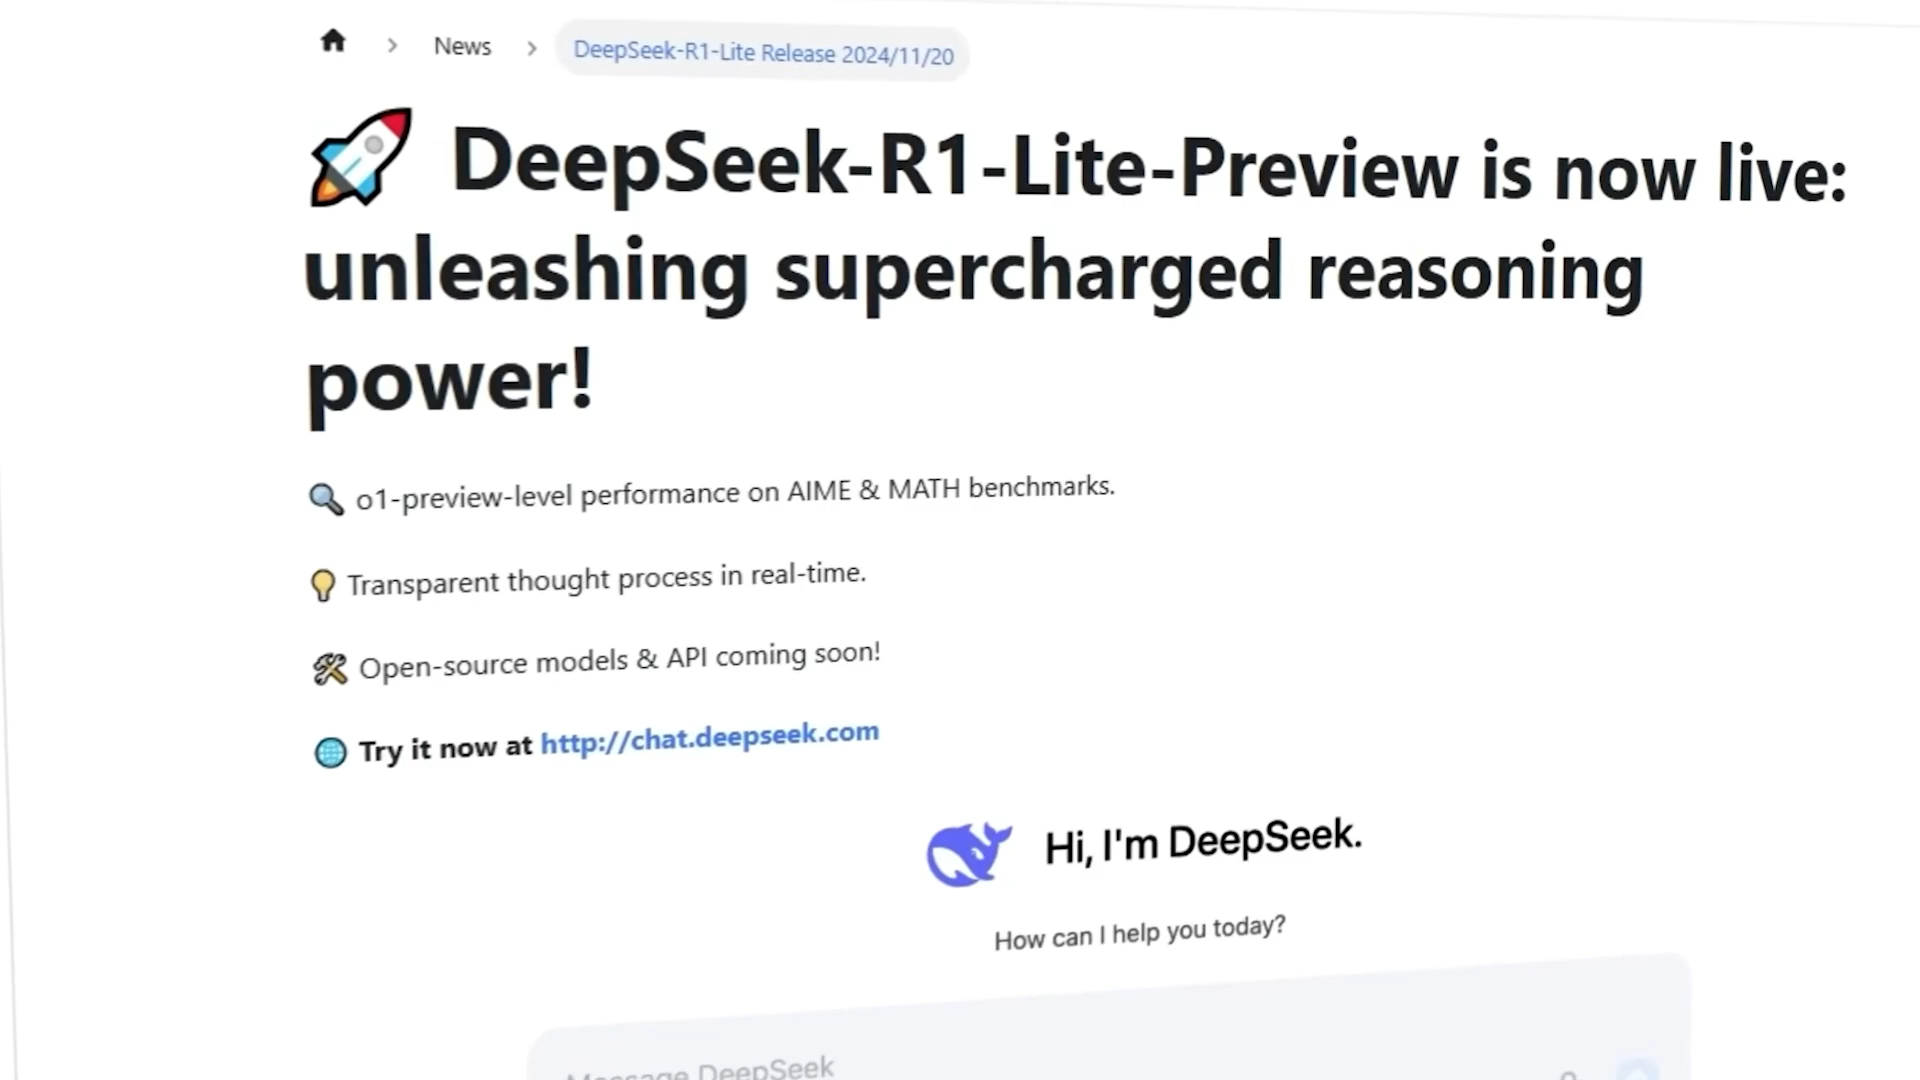 News
DeepSeek-R1-Lite Release 2024/11/20
🚀 DeepSeek-R1-Lite-Preview is now live:
unleashing supercharged reasoning
power!
🔍 o1-preview-level performance on AIME & MATH benchmarks.
💡 Transparent thought process in real-time.
🛠️ Open-source models & API coming soon!
🌐 Try it now at http://chat.deepseek.com
Hi, I'm DeepSeek.
How can I help you today?
Message DeepSeek